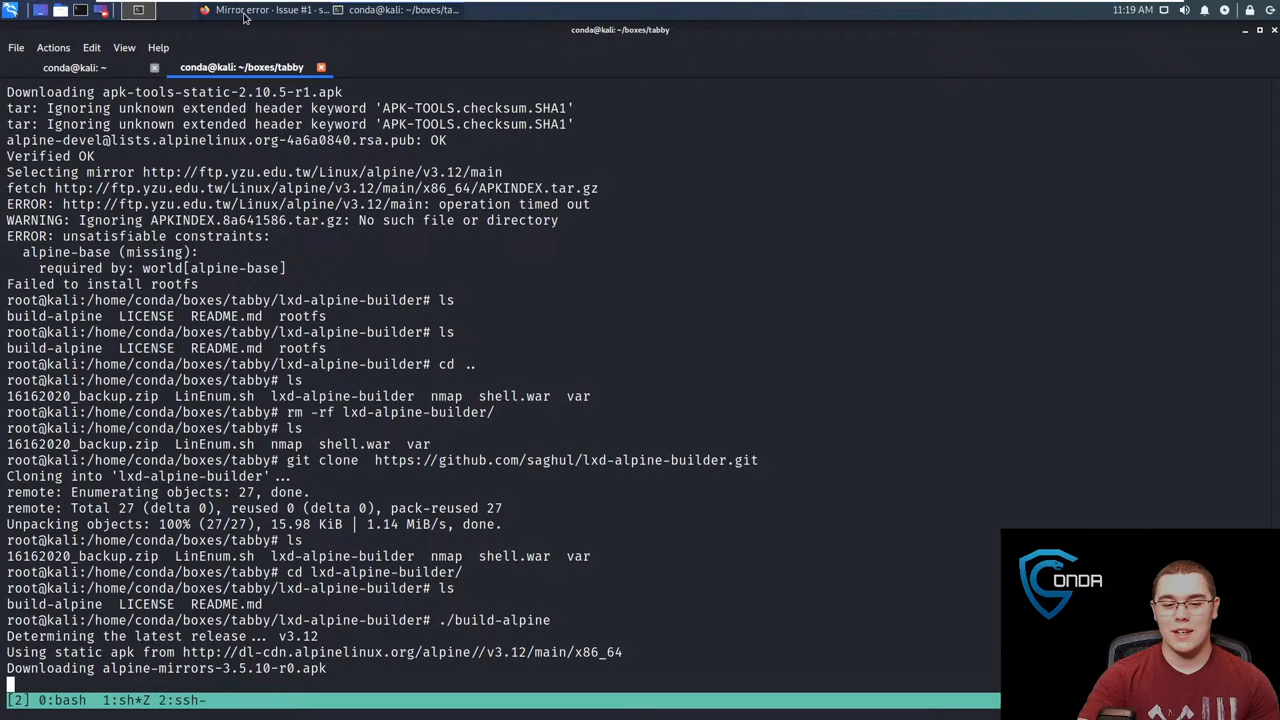 Mirror error · Issue #1 · s... conda@kali: ~/boxes/ta... 11:19 AM
conda@kali: ~/boxes/tabby
File Actions Edit View Help
conda@kali: ~ conda@kali: ~/boxes/tabby
Downloading apk-tools-static-2.10.5-r1.apk
tar: Ignoring unknown extended header keyword 'APK-TOOLS.checksum.SHA1'
tar: Ignoring unknown extended header keyword 'APK-TOOLS.checksum.SHA1'
alpine-devel@lists.alpinelinux.org-4a6a0840.rsa.pub: OK
Verified OK
Selecting mirror http://ftp.yzu.edu.tw/Linux/alpine/v3.12/main
fetch http://ftp.yzu.edu.tw/Linux/alpine/v3.12/main/x86_64/APKINDEX.tar.gz
ERROR: http://ftp.yzu.edu.tw/Linux/alpine/v3.12/main: operation timed out
WARNING: Ignoring APKINDEX.8a641586.tar.gz: No such file or directory
ERROR: unsatisfiable constraints:
  alpine-base (missing):
    required by: world[alpine-base]
Failed to install rootfs
root@kali:/home/conda/boxes/tabby/lxd-alpine-builder# ls
build-alpine  LICENSE  README.md  rootfs
root@kali:/home/conda/boxes/tabby/lxd-alpine-builder# ls
build-alpine  LICENSE  README.md  rootfs
root@kali:/home/conda/boxes/tabby/lxd-alpine-builder# cd ..
root@kali:/home/conda/boxes/tabby# ls
16162020_backup.zip  LinEnum.sh  lxd-alpine-builder  nmap  shell.war  var
root@kali:/home/conda/boxes/tabby# rm -rf lxd-alpine-builder/
root@kali:/home/conda/boxes/tabby# ls
16162020_backup.zip  LinEnum.sh  nmap  shell.war  var
root@kali:/home/conda/boxes/tabby# git clone  https://github.com/saghul/lxd-alpine-builder.git
Cloning into 'lxd-alpine-builder'...
remote: Enumerating objects: 27, done.
remote: Total 27 (delta 0), reused 0 (delta 0), pack-reused 27
Unpacking objects: 100% (27/27), 15.98 KiB | 1.14 MiB/s, done.
root@kali:/home/conda/boxes/tabby# ls
16162020_backup.zip  LinEnum.sh  lxd-alpine-builder  nmap  shell.war  var
root@kali:/home/conda/boxes/tabby# cd lxd-alpine-builder/
root@kali:/home/conda/boxes/tabby/lxd-alpine-builder# ls
build-alpine  LICENSE  README.md
root@kali:/home/conda/boxes/tabby/lxd-alpine-builder# ./build-alpine
Determining the latest release... v3.12
Using static apk from http://dl-cdn.alpinelinux.org/alpine//v3.12/main/x86_64
Downloading alpine-mirrors-3.5.10-r0.apk
[2] 0:bash  1:sh*Z 2:ssh-
CONDA